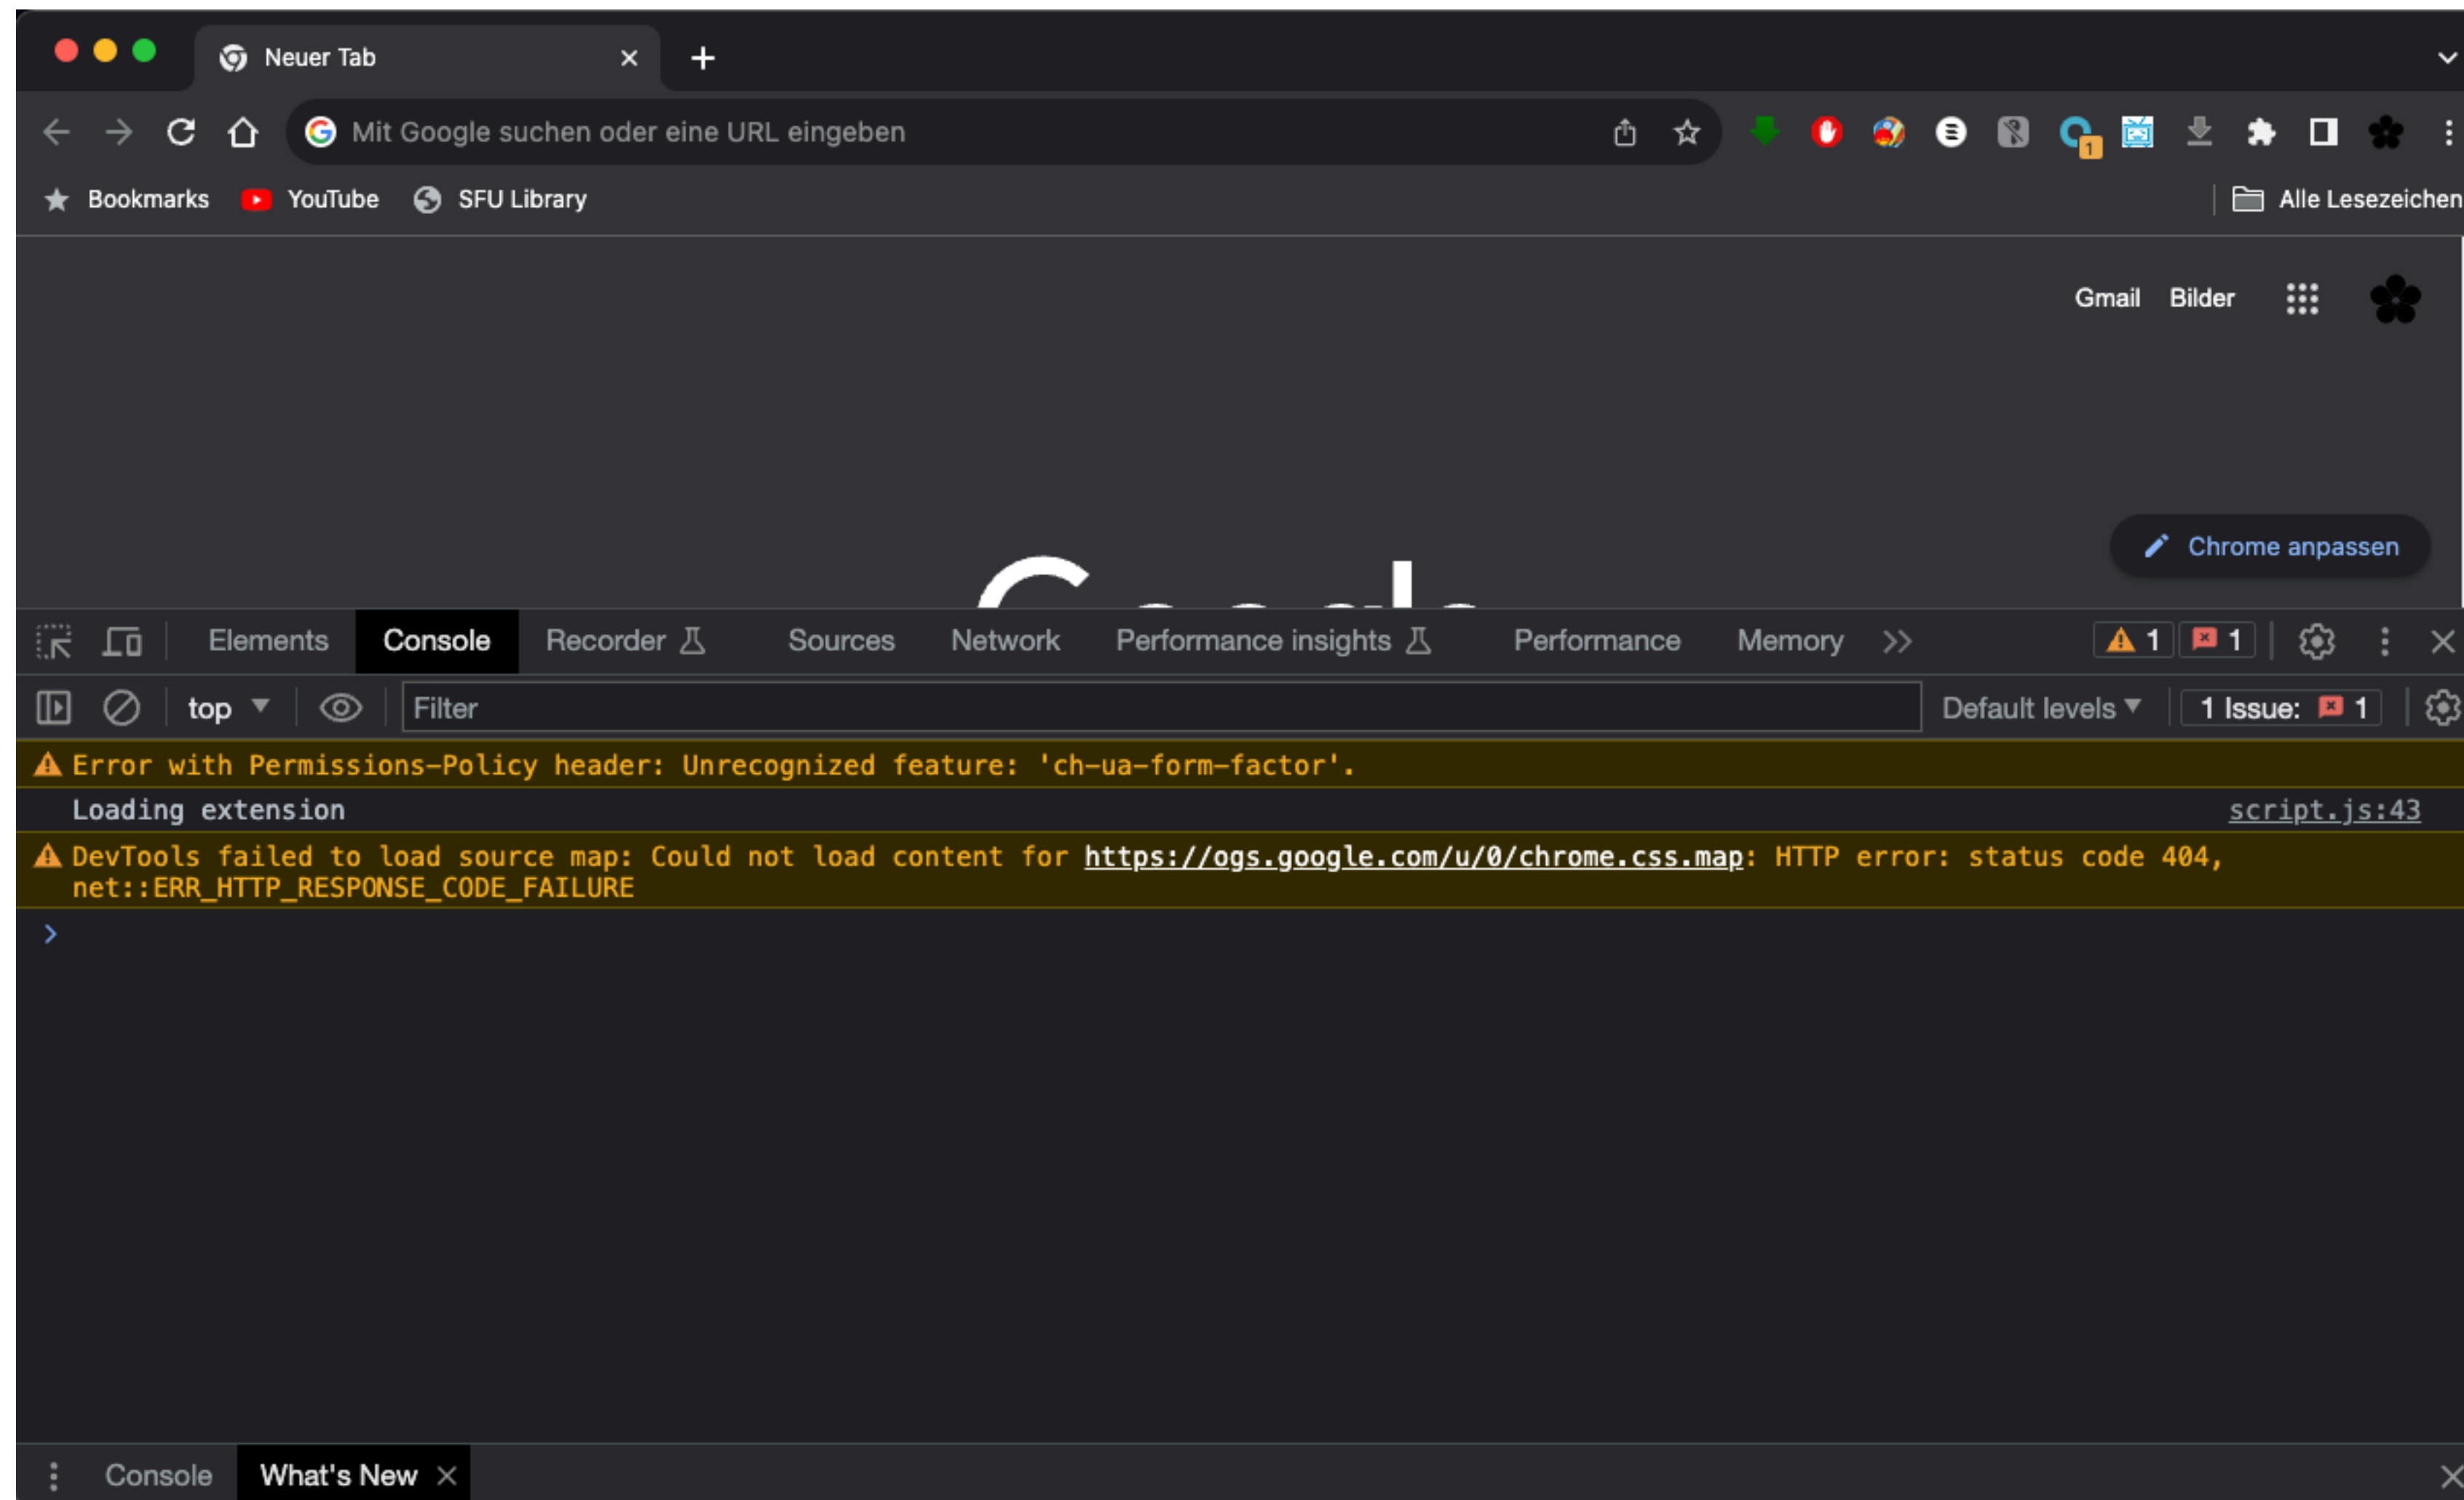 Neuer Tab
Mit Google suchen oder eine URL eingeben
1
Bookmarks YouTube SFU Library Alle Lesezeichen
Gmail Bilder
Chrome anpassen
Google
Elements Console Recorder Sources Network Performance insights Performance Memory >> 1 1
top Filter Default levels 1 Issue: 1
Error with Permissions-Policy header: Unrecognized feature: 'ch-ua-form-factor'.
Loading extension script.js:43
DevTools failed to load source map: Could not load content for https://ogs.google.com/u/0/chrome.css.map: HTTP error: status code 404,
net::ERR_HTTP_RESPONSE_CODE_FAILURE
>
Console What's New